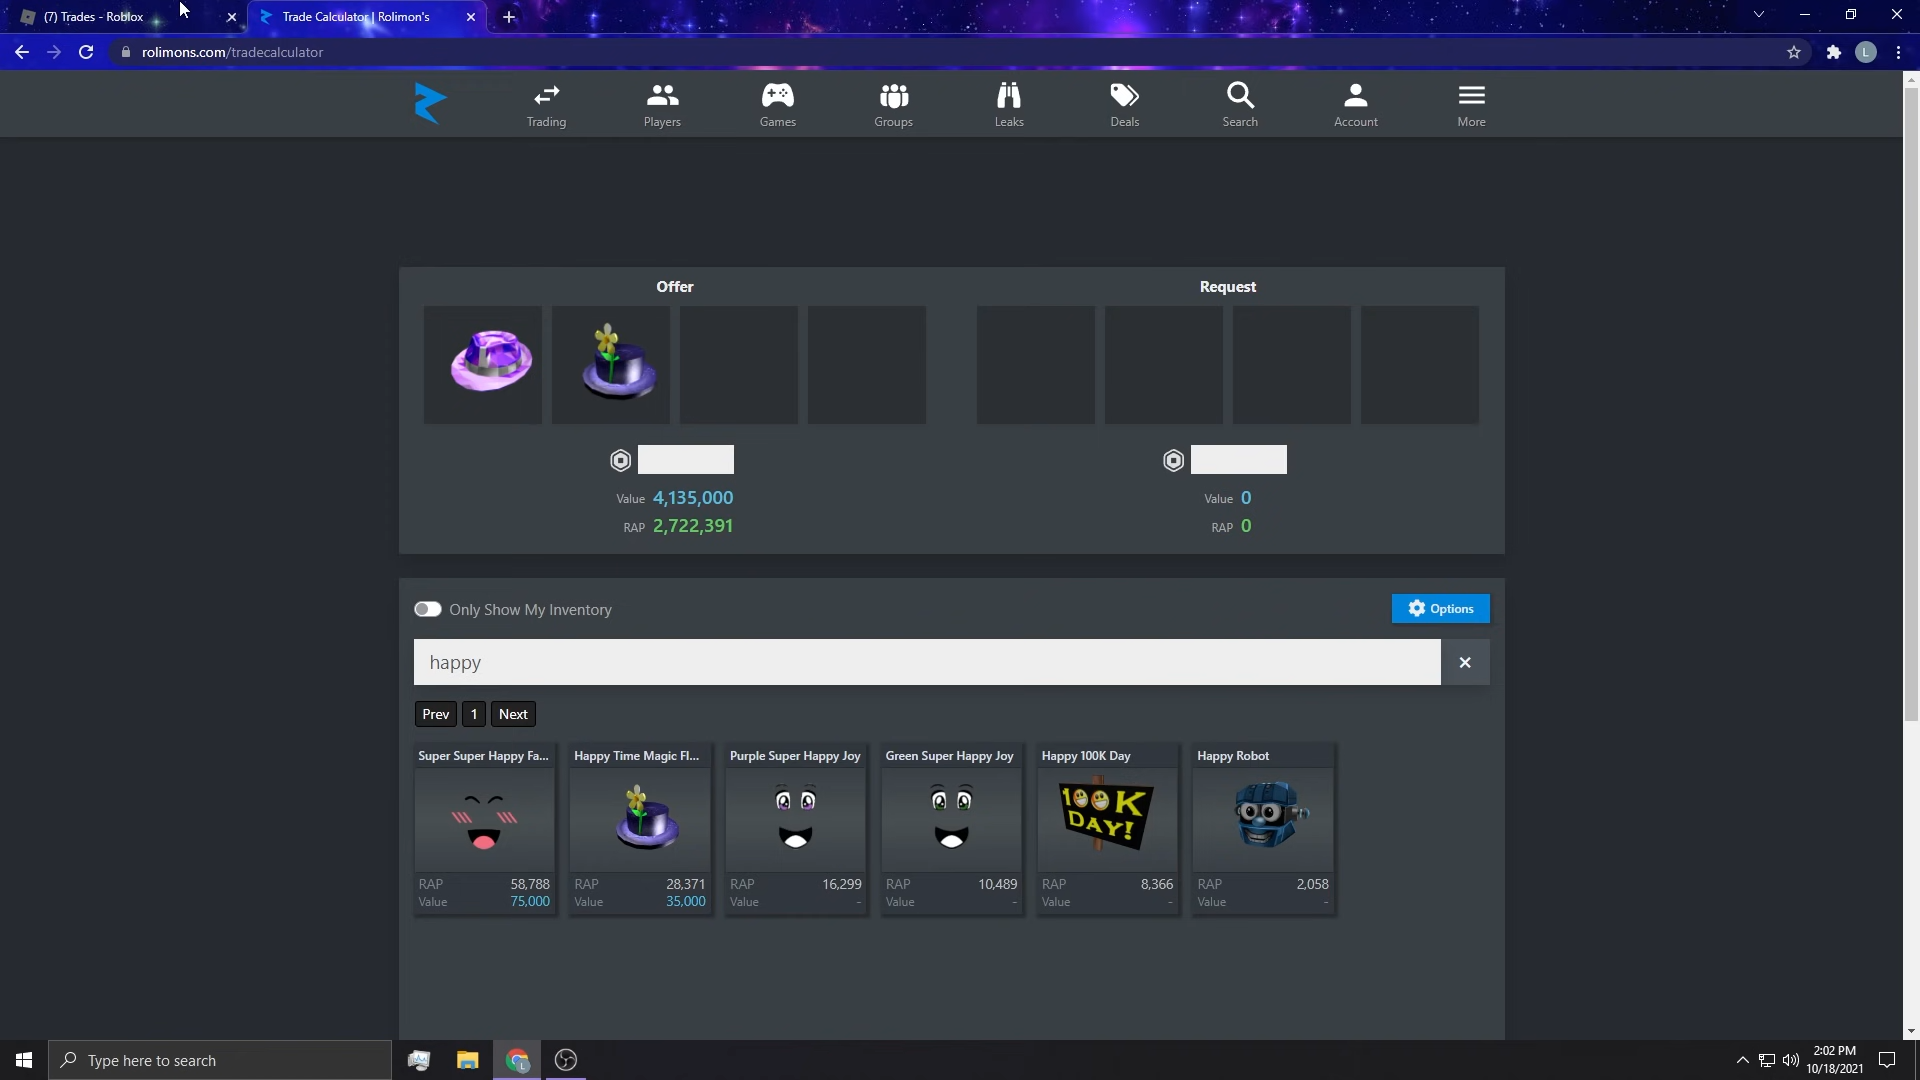 (7) Trades - Roblox
Trade Calculator | Rolimon's
rolimons.com/tradecalculator
L
Trading
Players
Games
Groups
Leaks
Deals
Search
Account
More
Offer
Request
Value 4,135,000
RAP 2,722,391
Value 0
RAP 0
Only Show My Inventory
Options
happy
Prev 1 Next
Super Super Happy Fa...
RAP 58,788
Value 75,000
Happy Time Magic Fl...
RAP 28,371
Value 35,000
Purple Super Happy Joy
RAP 16,299
Value -
Green Super Happy Joy
RAP 10,489
Value -
Happy 100K Day
100K
DAY!
RAP 8,366
Value -
Happy Robot
RAP 2,058
Value -
Type here to search
L
2:02 PM
10/18/2021